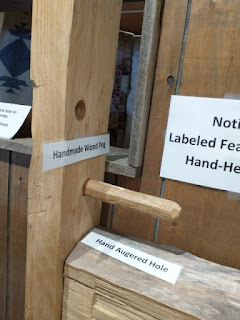 Handmade Wood Peg
Noti
Labeled Fea
Hand-He
Hand Augered Hole